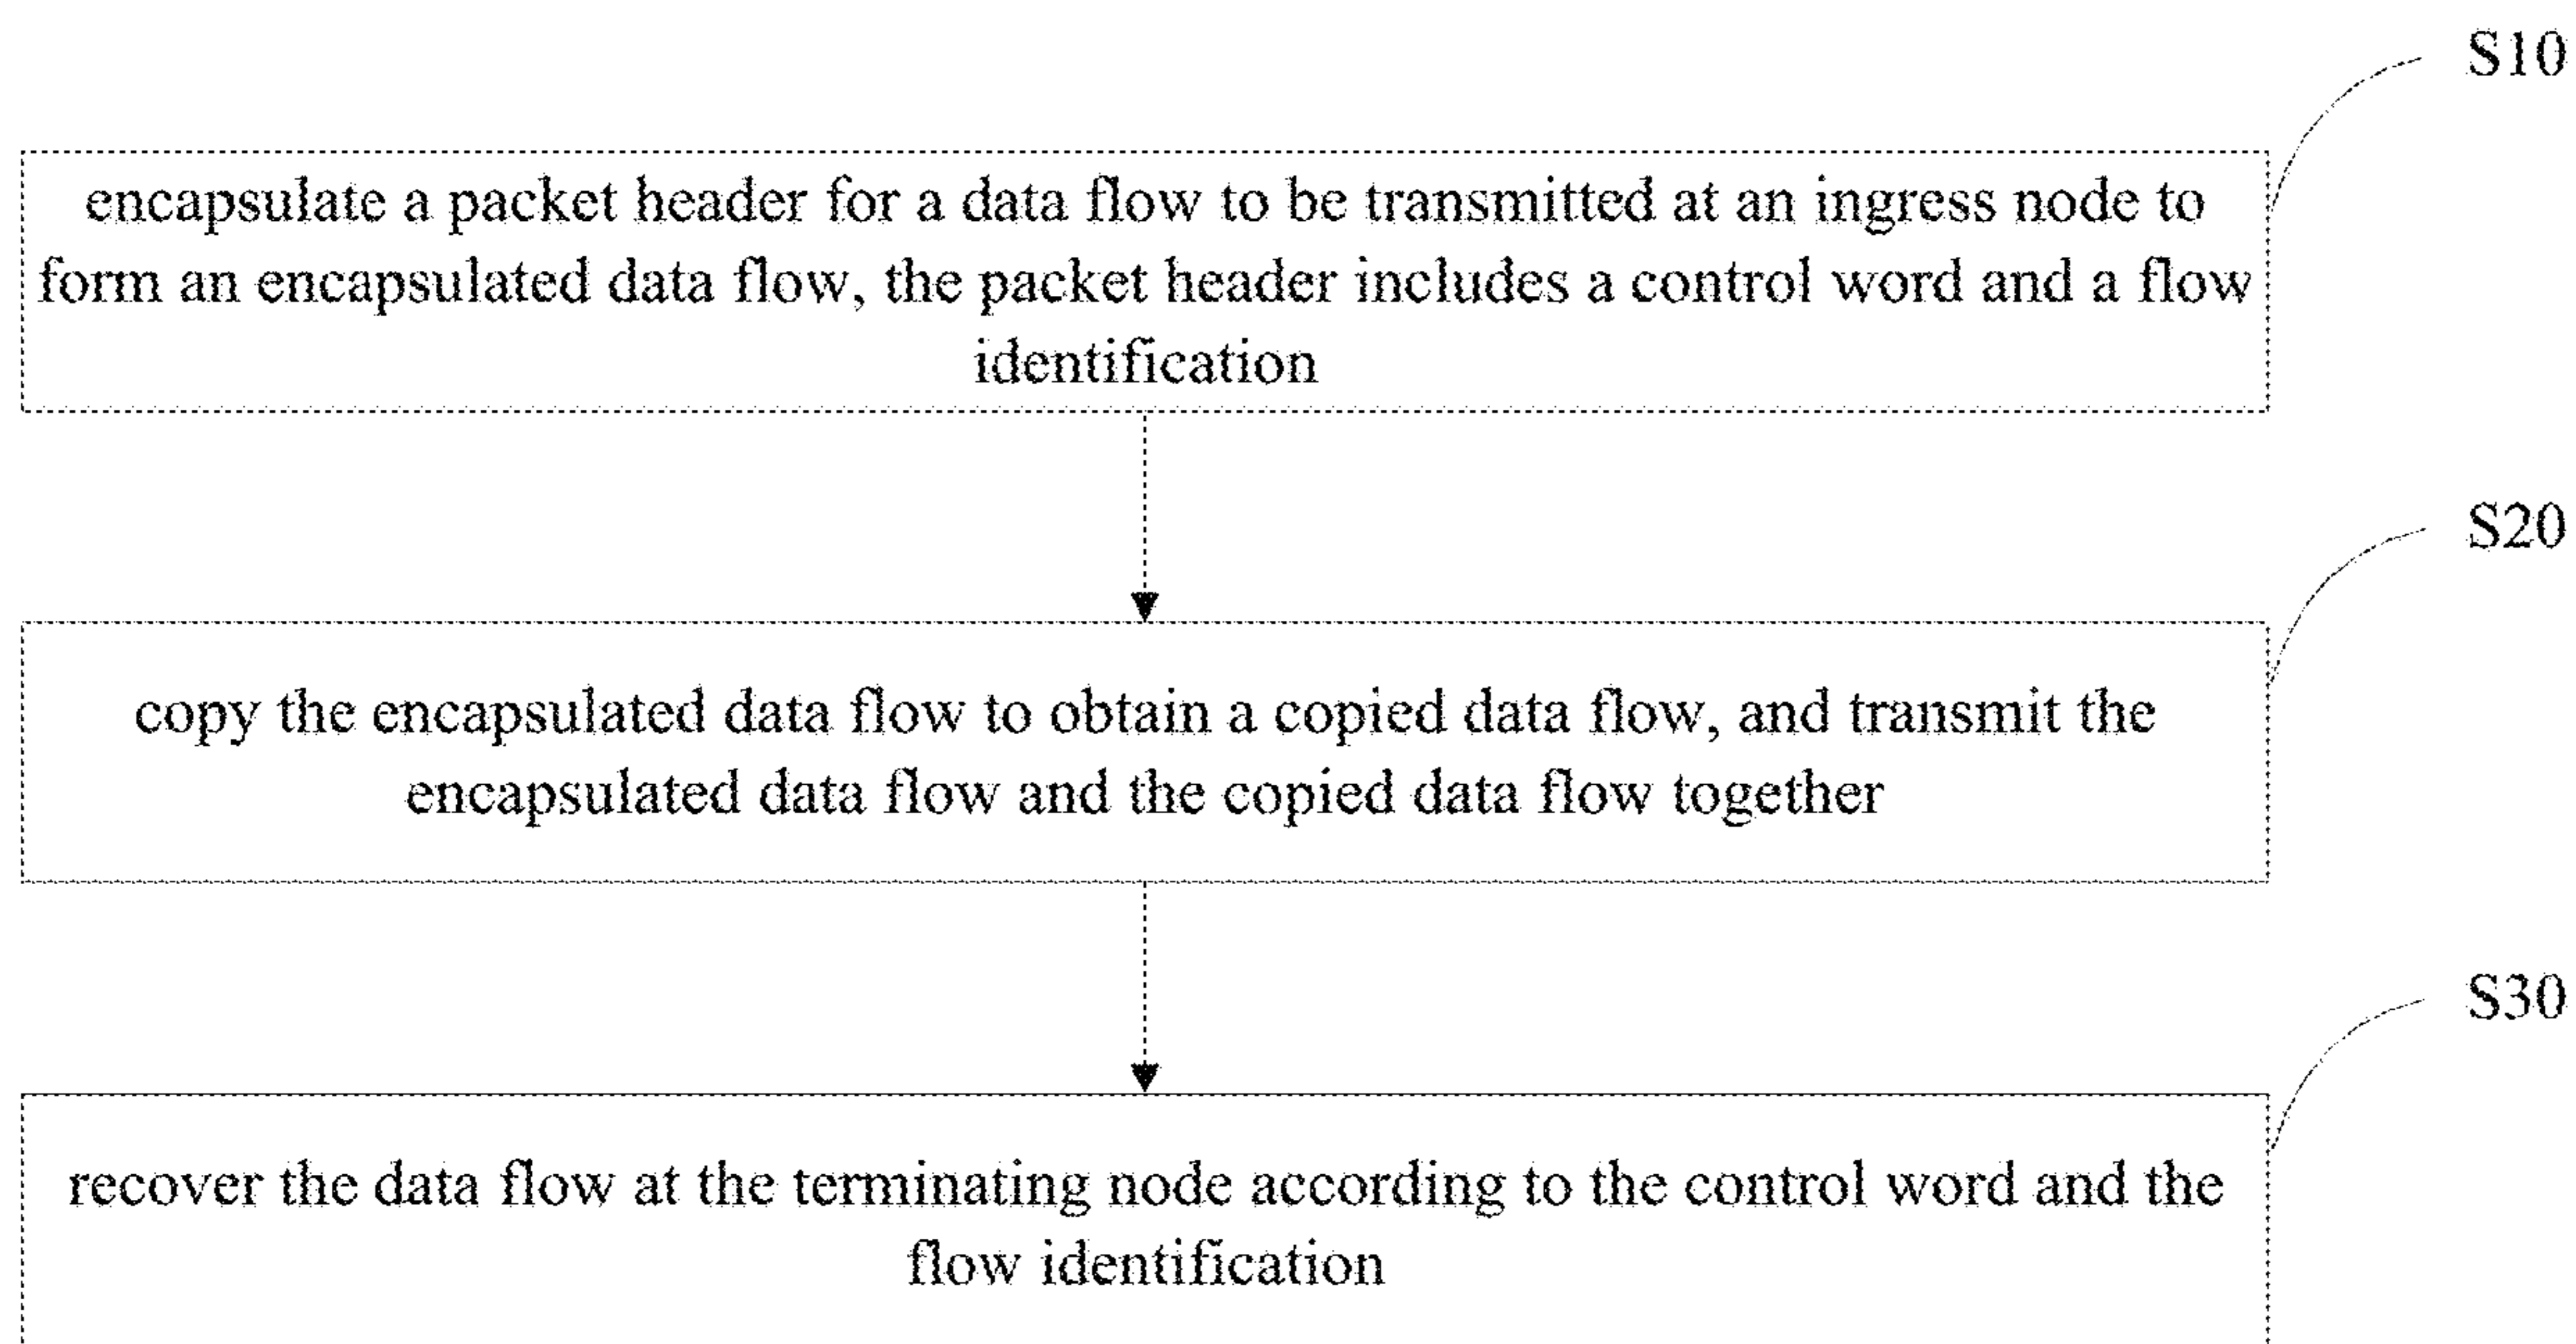 S10
encapsulate a packet header for a data flow to be transmitted at an ingress node to
form an encapsulated data flow, the packet header includes a control word and a flow
identification
S20
copy the encapsulated data flow to obtain a copied data flow, and transmit the
encapsulated data flow and the copied data flow together
S30
recover the data flow at the terminating node according to the control word and the
flow identification